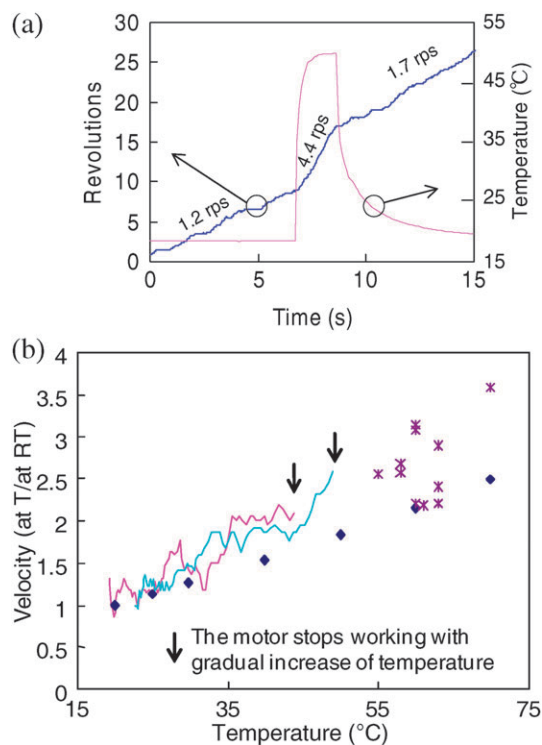 (a)
30
25
20
15
10
5
0
Revolutions
55
45
35
25
15
Temperature (°C)
1.2 rps
4.4 rps
1.7 rps
0 5 10 15
Time (s)
(b)
4
3.5
3
2.5
2
1.5
1
0.5
0
Velocity (at T/at RT)
The motor stops working with
gradual increase of temperature
15 35 55 75
Temperature (°C)